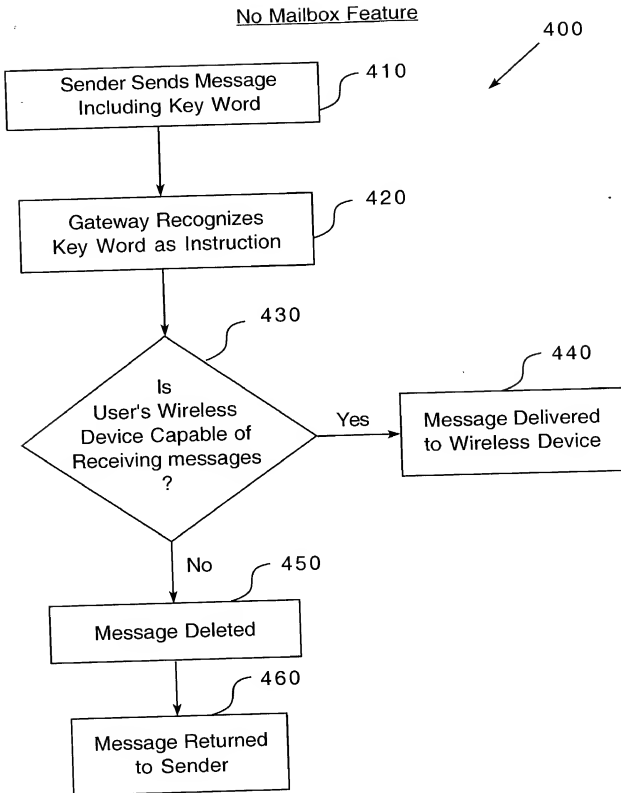 No Mailbox Feature
400
Sender Sends Message
Including Key Word
410
Gateway Recognizes
Key Word as Instruction
420
430
Is
User's Wireless
Device Capable of
Receiving messages
?
Yes
440
Message Delivered
to Wireless Device
No
450
Message Deleted
460
Message Returned
to Sender